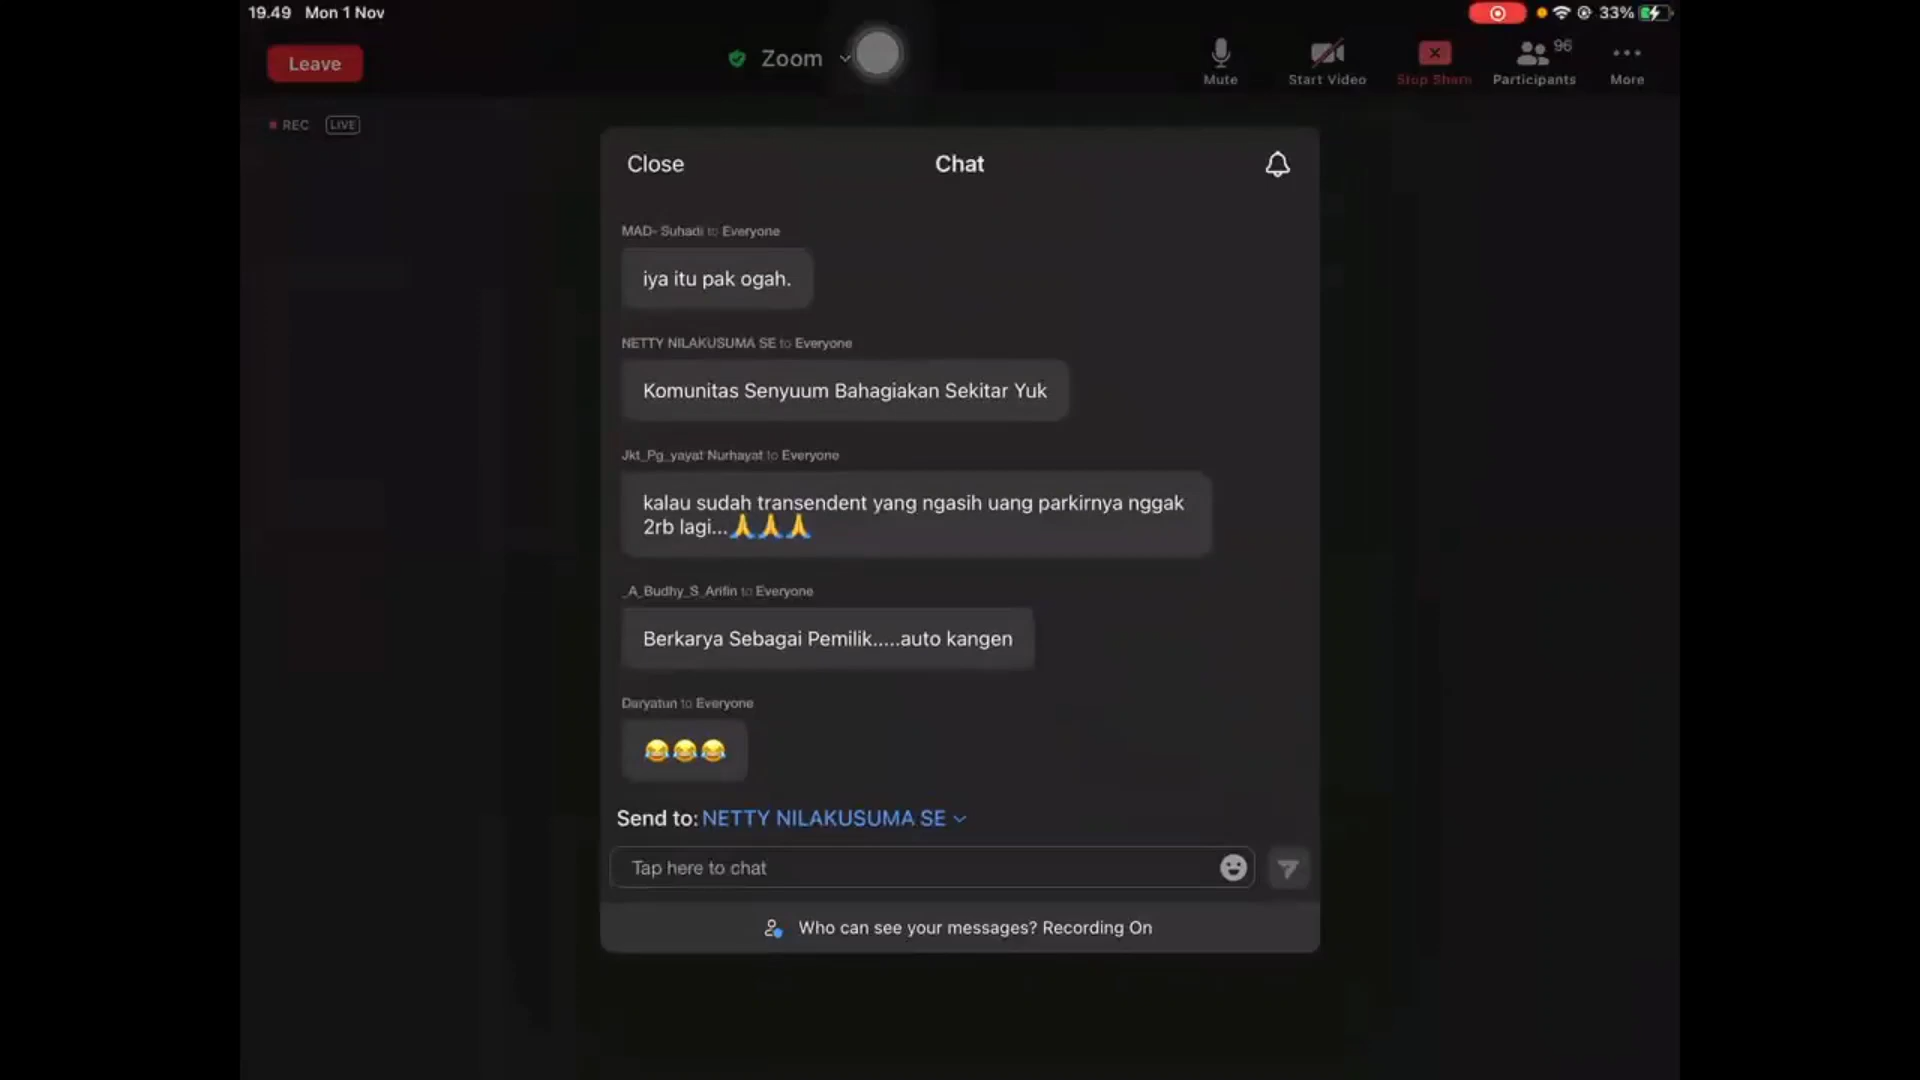 19.49 Mon 1 Nov
33%
Leave
Zoom
Mute
Start Video
Stop Share
96
Participants
More
REC LIVE
Close
Chat
MAD- Suhadi to Everyone
iya itu pak ogah.
NETTY NILAKUSUMA SE to Everyone
Komunitas Senyuum Bahagiakan Sekitar Yuk
Jkt_Pg_yayat Nurhayat to Everyone
kalau sudah transendent yang ngasih uang parkirnya nggak
2rb lagi...🙏🙏🙏
_A_Budhy_S_Arifin to Everyone
Berkarya Sebagai Pemilik.....auto kangen
Daryatun to Everyone
😂😂😂
Send to: NETTY NILAKUSUMA SE
Tap here to chat
Who can see your messages? Recording On